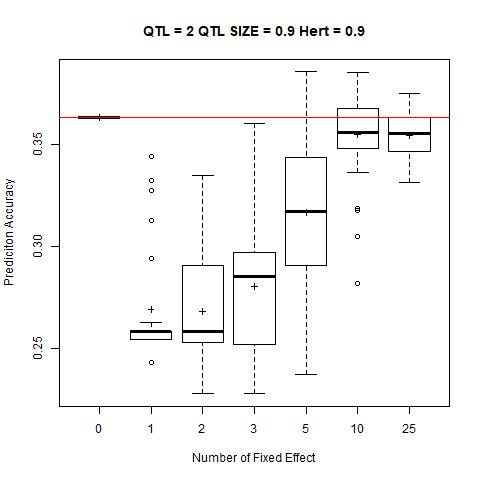 QTL = 2 QTL SIZE = 0.9 Hert = 0.9
Prediciton Accuracy
0.35
0.30
0.25
0 1 2 3 5 10 25
Number of Fixed Effect